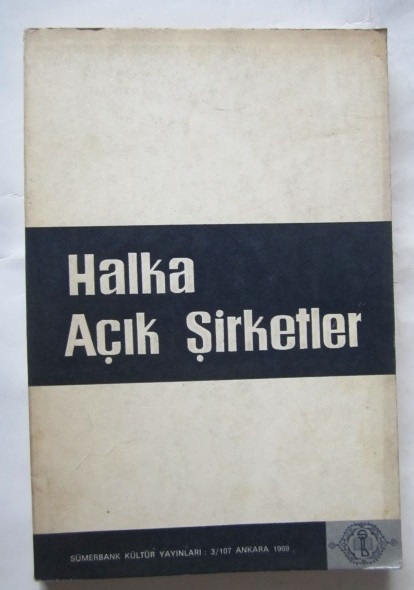 Halka
Açık Şirketler
SÜMERBANK KÜLTÜR YAYINLARI : 3/107 ANKARA 1969